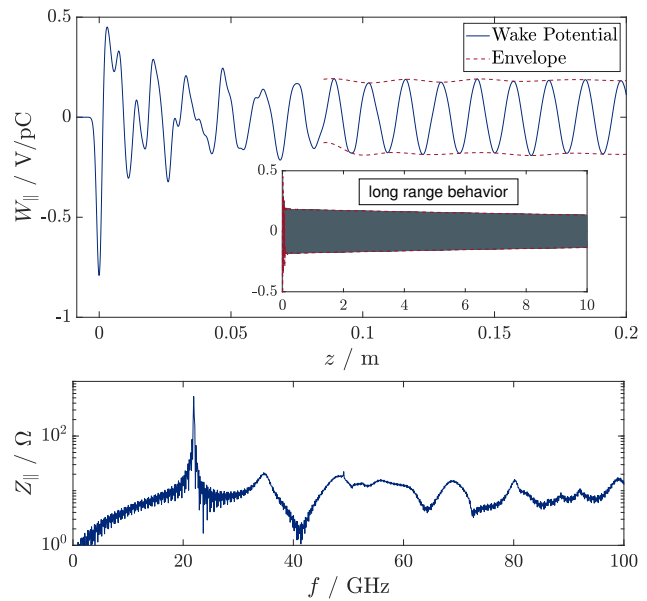 0.5
Wake Potential
Envelope
0
0.5
long range behavior
0
-0.5
0 2 4 6 8 10
-0.5
-1
W∥ / V/pC
0 0.05 0.1 0.15 0.2
z / m
10²
10⁰
Z∥ / Ω
0 20 40 60 80 100
f / GHz